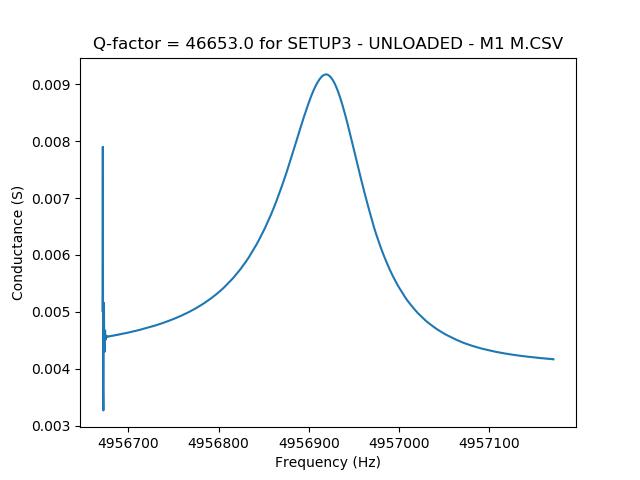 Q-factor = 46653.0 for SETUP3 - UNLOADED - M1 M.CSV
0.009
0.008
0.007
0.006
0.005
0.004
0.003
Conductance (S)
4956700 4956800 4956900 4957000 4957100
Frequency (Hz)